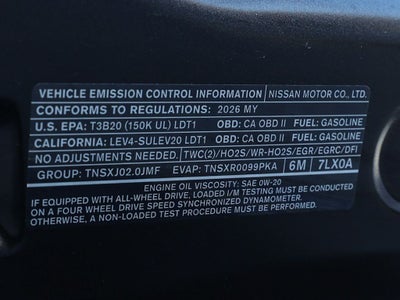 VEHICLE EMISSION CONTROL INFORMATION | NISSAN MOTOR CO., LTD.
CONFORMS TO REGULATIONS: 2026 MY
U.S. EPA: T3B20 (150K UL) LDT1 OBD: CA OBD II FUEL: GASOLINE
CALIFORNIA: LEV4-SULEV20 LDT1 OBD: CA OBD II FUEL: GASOLINE
NO ADJUSTMENTS NEEDED. TWC(2)/HO2S/WR-HO2S/EGR/EGRC/DFI
GROUP: TNSXJ02.0JMF EVAP: TNSXR0099PKA 6M 7LX0A
ENGINE OIL VISCOSITY: SAE 0W-20
IF EQUIPPED WITH ALL-WHEEL DRIVE, LOADED I/M TESTING MUST BE CONDUCTED
ON A FOUR WHEEL DRIVE SPEED SYNCHRONIZED DYNAMOMETER.
OTHERWISE, A NON-LOADED TEST PROCEDURE MUST BE PERFORMED.